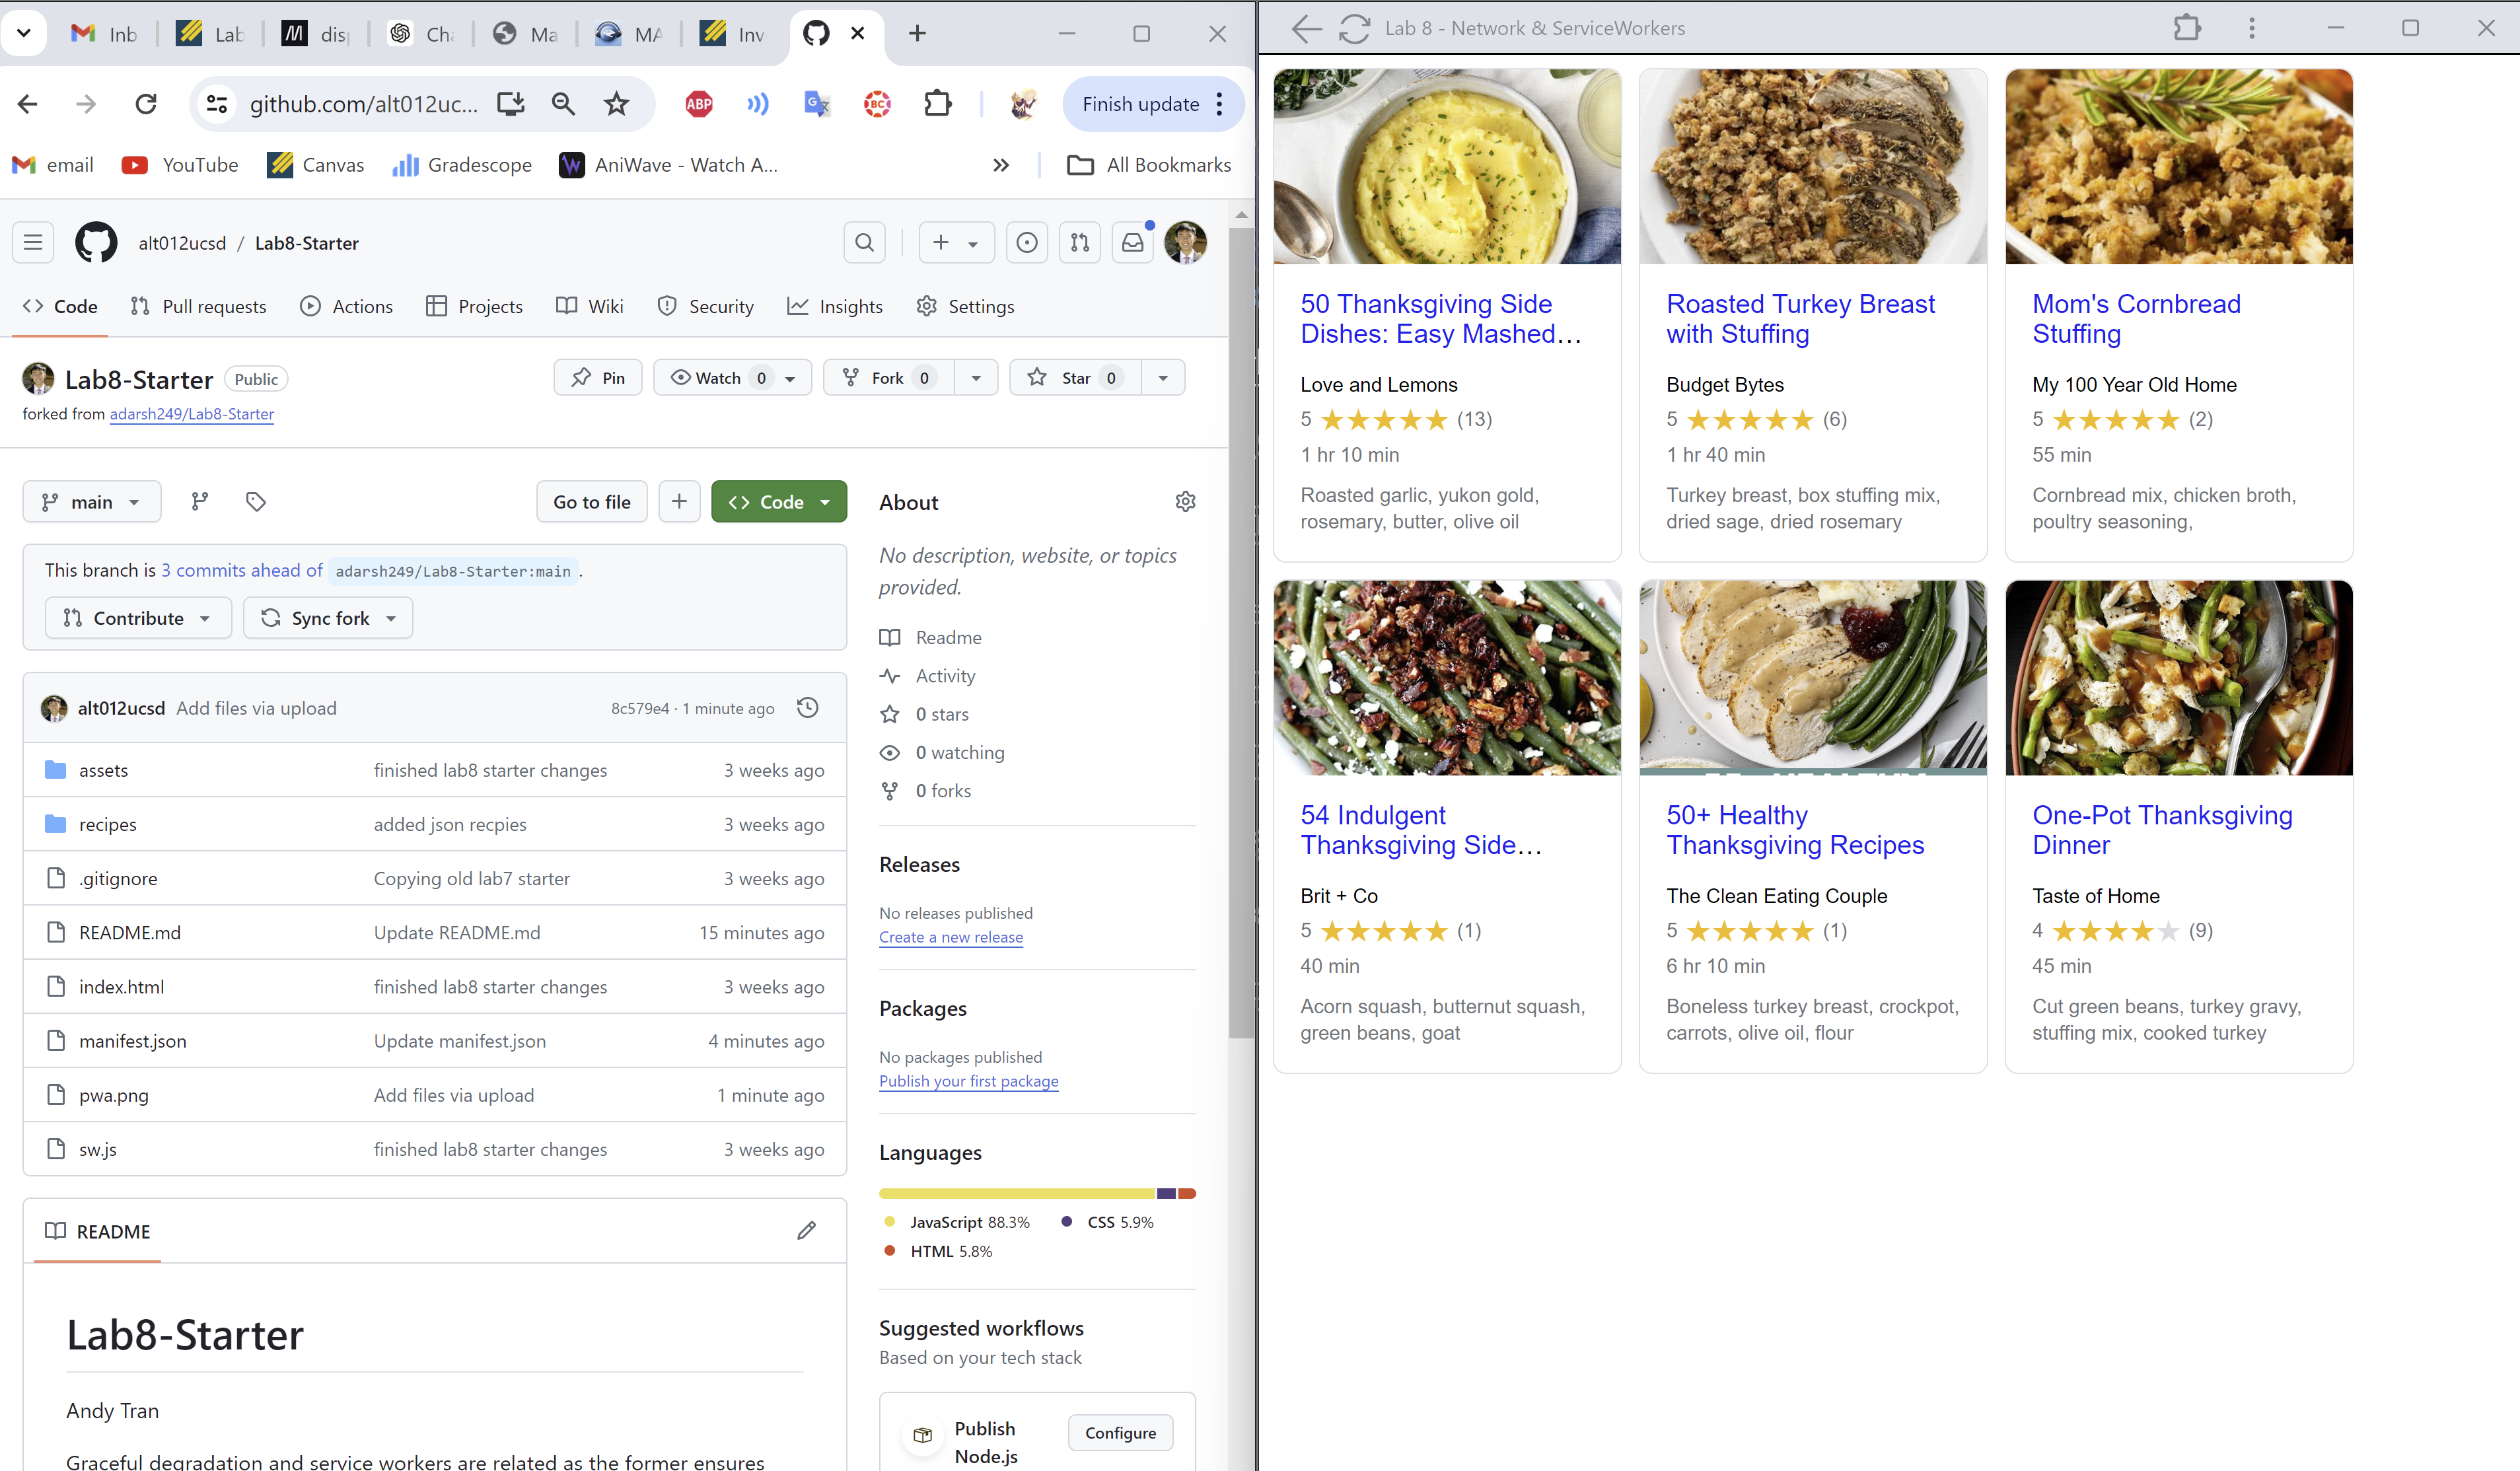 Inb
Lab
disp
Ch
Ma
MA
Inv
github.com/alt012uc...
ABP
BC
Finish update
email
YouTube
Canvas
Gradescope
AniWave - Watch A...
All Bookmarks
alt012ucsd / Lab8-Starter
Code
Pull requests
Actions
Projects
Wiki
Security
Insights
Settings
Lab8-Starter Public
Pin
Watch 0
Fork 0
Star 0
forked from adarsh249/Lab8-Starter
main
Go to file
Code
This branch is 3 commits ahead of adarsh249/Lab8-Starter:main .
Contribute
Sync fork
alt012ucsd Add files via upload 8c579e4 · 1 minute ago
assets finished lab8 starter changes 3 weeks ago
recipes added json recpies 3 weeks ago
.gitignore Copying old lab7 starter 3 weeks ago
README.md Update README.md 15 minutes ago
index.html finished lab8 starter changes 3 weeks ago
manifest.json Update manifest.json 4 minutes ago
pwa.png Add files via upload 1 minute ago
sw.js finished lab8 starter changes 3 weeks ago
README
Lab8-Starter
Andy Tran
Graceful degradation and service workers are related as the former ensures
About
No description, website, or topics
provided.
Readme
Activity
0 stars
0 watching
0 forks
Releases
No releases published
Create a new release
Packages
No packages published
Publish your first package
Languages
JavaScript 88.3%
CSS 5.9%
HTML 5.8%
Suggested workflows
Based on your tech stack
Publish
Node.js
Configure
Lab 8 - Network & ServiceWorkers
50 Thanksgiving Side
Dishes: Easy Mashed...
Love and Lemons
5 (13)
1 hr 10 min
Roasted garlic, yukon gold,
rosemary, butter, olive oil
Roasted Turkey Breast
with Stuffing
Budget Bytes
5 (6)
1 hr 40 min
Turkey breast, box stuffing mix,
dried sage, dried rosemary
Mom's Cornbread
Stuffing
My 100 Year Old Home
5 (2)
55 min
Cornbread mix, chicken broth,
poultry seasoning,
54 Indulgent
Thanksgiving Side...
Brit + Co
5 (1)
40 min
Acorn squash, butternut squash,
green beans, goat
50+ Healthy
Thanksgiving Recipes
The Clean Eating Couple
5 (1)
6 hr 10 min
Boneless turkey breast, crockpot,
carrots, olive oil, flour
One-Pot Thanksgiving
Dinner
Taste of Home
4 (9)
45 min
Cut green beans, turkey gravy,
stuffing mix, cooked turkey